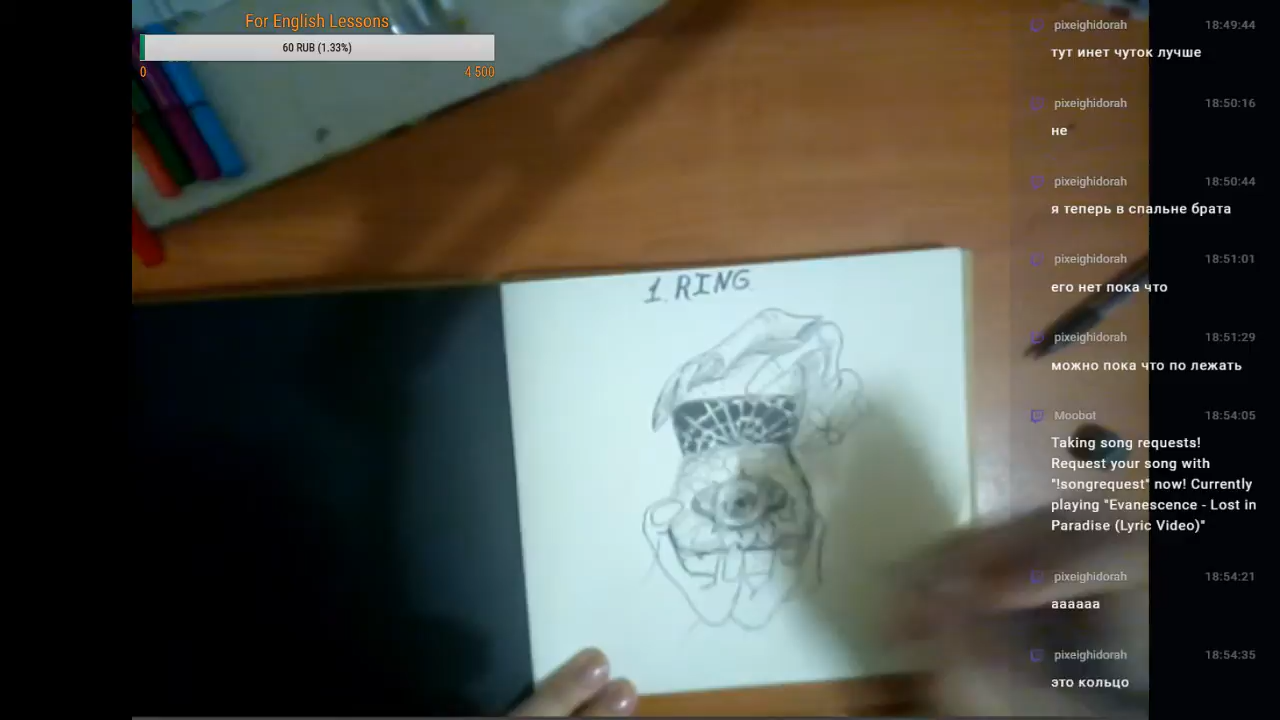 For English Lessons
60 RUB (1.33%)
0
4 500
1. RING
pixeighidorah 18:49:44
тут инет чуток лучше
pixeighidorah 18:50:16
не
pixeighidorah 18:50:44
я теперь в спальне брата
pixeighidorah 18:51:01
его нет пока что
pixeighidorah 18:51:29
можно пока что по лежать
Moobot 18:54:05
Taking song requests!
Request your song with
"!songrequest" now! Currently
playing "Evanescence - Lost in
Paradise (Lyric Video)"
pixeighidorah 18:54:21
аааааа
pixeighidorah 18:54:35
это кольцо